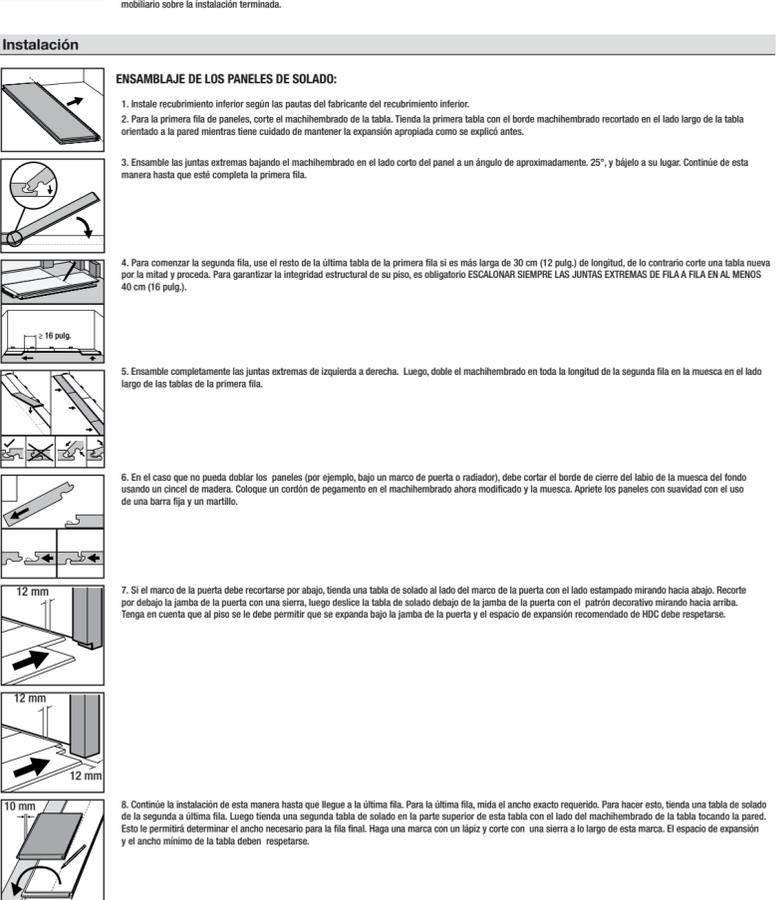 mobiliario sobre la instalación terminada.
Instalación
ENSAMBLAJE DE LOS PANELES DE SOLADO:
1. Instale recubrimiento inferior según las pautas del fabricante del recubrimiento inferior.
2. Para la primera fila de paneles, corte el machihembrado de la tabla. Tienda la primera tabla con el borde machihembrado recortado en el lado largo de la tabla
orientado a la pared mientras tiene cuidado de mantener la expansión apropiada como se explicó antes.
3. Ensamble las juntas extremas bajando el machihembrado en el lado corto del panel a un ángulo de aproximadamente. 25°, y bájelo a su lugar. Continúe de esta
manera hasta que esté completa la primera fila.
4. Para comenzar la segunda fila, use el resto de la última tabla de la primera fila si es más larga de 30 cm (12 pulg.) de longitud, de lo contrario corte una tabla nueva
por la mitad y proceda. Para garantizar la integridad estructural de su piso, es obligatorio ESCALONAR SIEMPRE LAS JUNTAS EXTREMAS DE FILA A FILA EN AL MENOS
40 cm (16 pulg.).
≥ 16 pulg.
5. Ensamble completamente las juntas extremas de izquierda a derecha. Luego, doble el machihembrado en toda la longitud de la segunda fila en la muesca en el lado
largo de las tablas de la primera fila.
6. En el caso que no pueda doblar los paneles (por ejemplo, bajo un marco de puerta o radiador), debe cortar el borde de cierre del labio de la muesca del fondo
usando un cincel de madera. Coloque un cordón de pegamento en el machihembrado ahora modificado y la muesca. Apriete los paneles con suavidad con el uso
de una barra fija y un martillo.
12 mm
7. Si el marco de la puerta debe recortarse por abajo, tienda una tabla de solado al lado del marco de la puerta con el lado estampado mirando hacia abajo. Recorte
por debajo la jamba de la puerta con una sierra, luego deslice la tabla de solado debajo de la jamba de la puerta con el patrón decorativo mirando hacia arriba.
Tenga en cuenta que al piso se le debe permitir que se expanda bajo la jamba de la puerta y el espacio de expansión recomendado de HDC debe respetarse.
12 mm
12 mm
10 mm
8. Continúe la instalación de esta manera hasta que llegue a la última fila. Para la última fila, mida el ancho exacto requerido. Para hacer esto, tienda una tabla de solado
de la segunda a última fila. Luego tienda una segunda tabla de solado en la parte superior de esta tabla con el lado del machihembrado de la tabla tocando la pared.
Esto le permitirá determinar el ancho necesario para la fila final. Haga una marca con un lápiz y corte con una sierra a lo largo de esta marca. El espacio de expansión
y el ancho mínimo de la tabla deben respetarse.